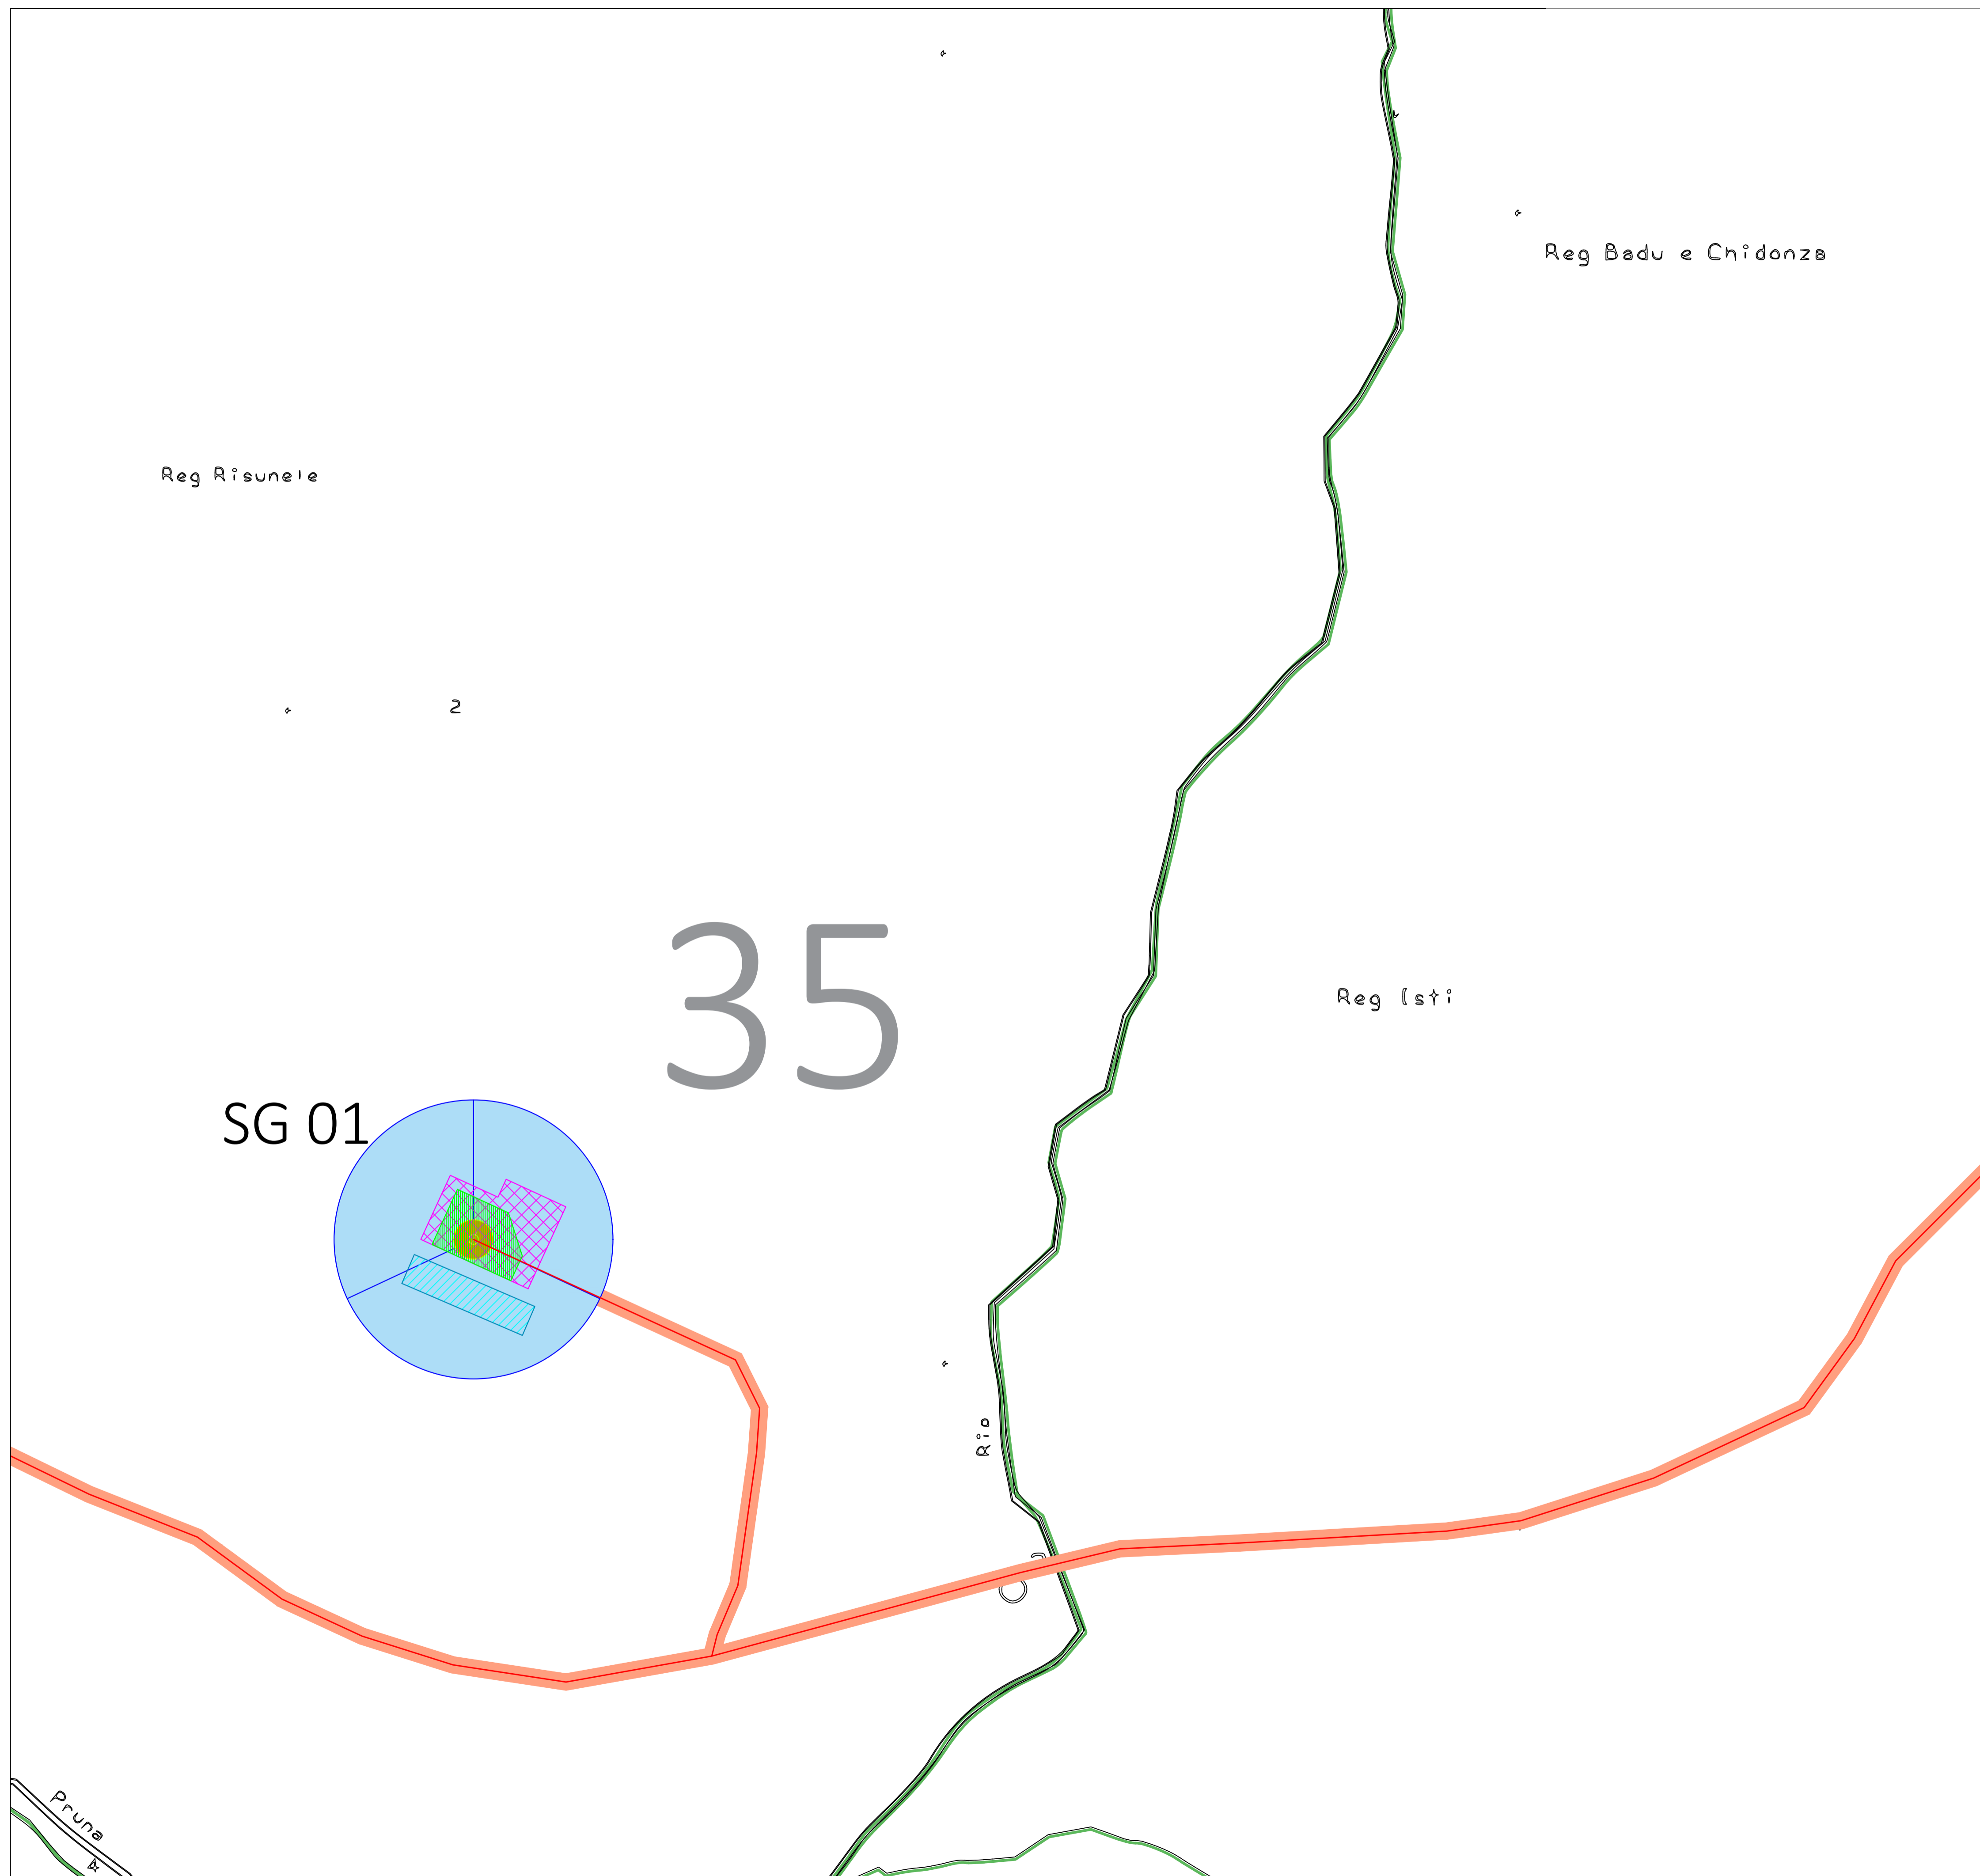 Reg Badu e Chidonza
Reg Risunele
2
35
Reg Isti
SG 01
Rio
Pruna